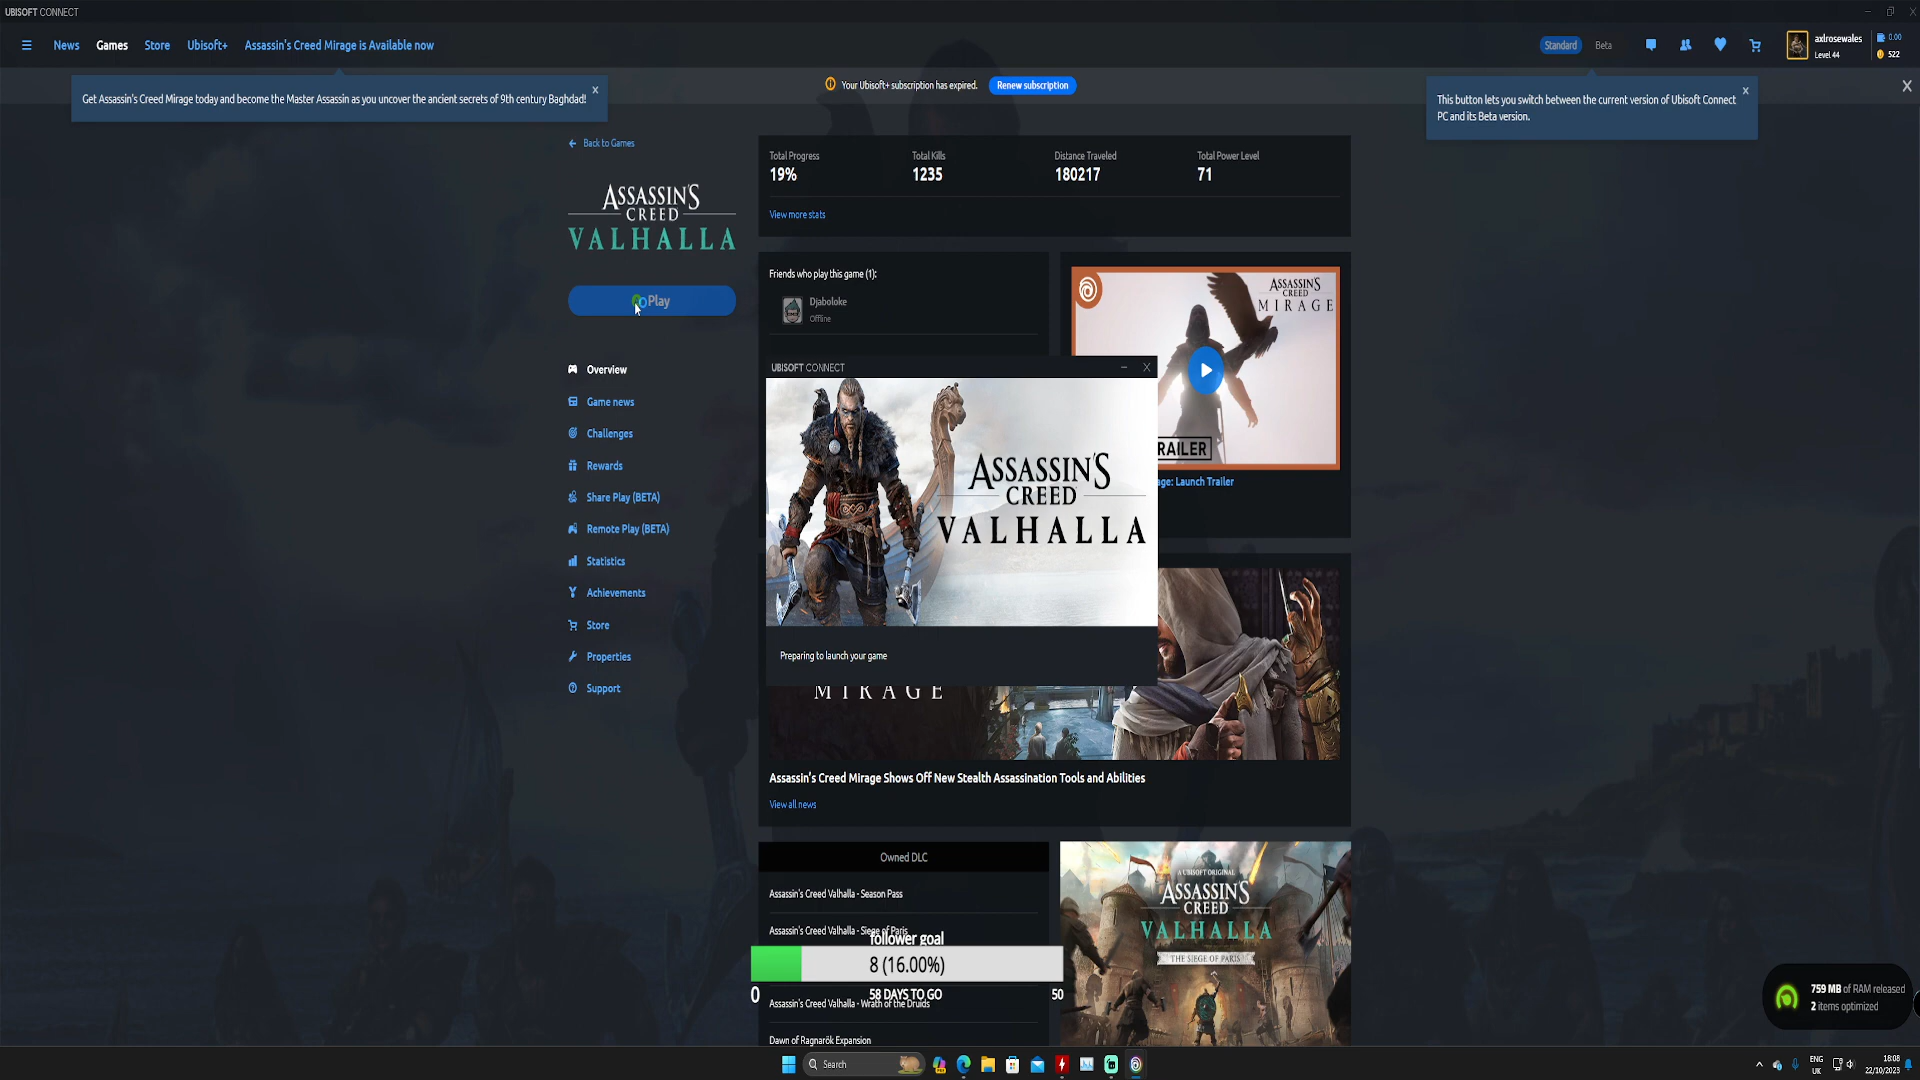 UBISOFT CONNECT
News Games Store Ubisoft+ Assassin's Creed Mirage is Available now
Standard Beta
axlrosewales
Level 44
0.00
522
Get Assassin's Creed Mirage today and become the Master Assassin as you uncover the ancient secrets of 9th century Baghdad!
Your Ubisoft+ subscription has expired. Renew subscription
This button lets you switch between the current version of Ubisoft Connect
PC and its Beta version.
Back to Games
ASSASSIN'S
CREED
VALHALLA
Play
Overview
Game news
Challenges
Rewards
Share Play (BETA)
Remote Play (BETA)
Statistics
Achievements
Store
Properties
Support
Total Progress Total Kills Distance Traveled Total Power Level
19% 1235 180217 71
View more stats
Friends who play this game (1):
Djaboloke
Offline
ASSASSIN'S
CREED
MIRAGE
RAILER
age: Launch Trailer
UBISOFT CONNECT
ASSASSIN'S
CREED
VALHALLA
Preparing to launch your game
MIRAGE
Assassin's Creed Mirage Shows Off New Stealth Assassination Tools and Abilities
View all news
Owned DLC
Assassin's Creed Valhalla - Season Pass
Assassin's Creed Valhalla - Siege of Paris
follower goal
8 (16.00%)
0 58 DAYS TO GO 50
Assassin's Creed Valhalla - Wrath of the Druids
Dawn of Ragnarök Expansion
A UBISOFT ORIGINAL
ASSASSIN'S
CREED
VALHALLA
THE SIEGE OF PARIS
759 MB of RAM released
2 items optimized
Search
ENG
UK
18:08
22/10/2023